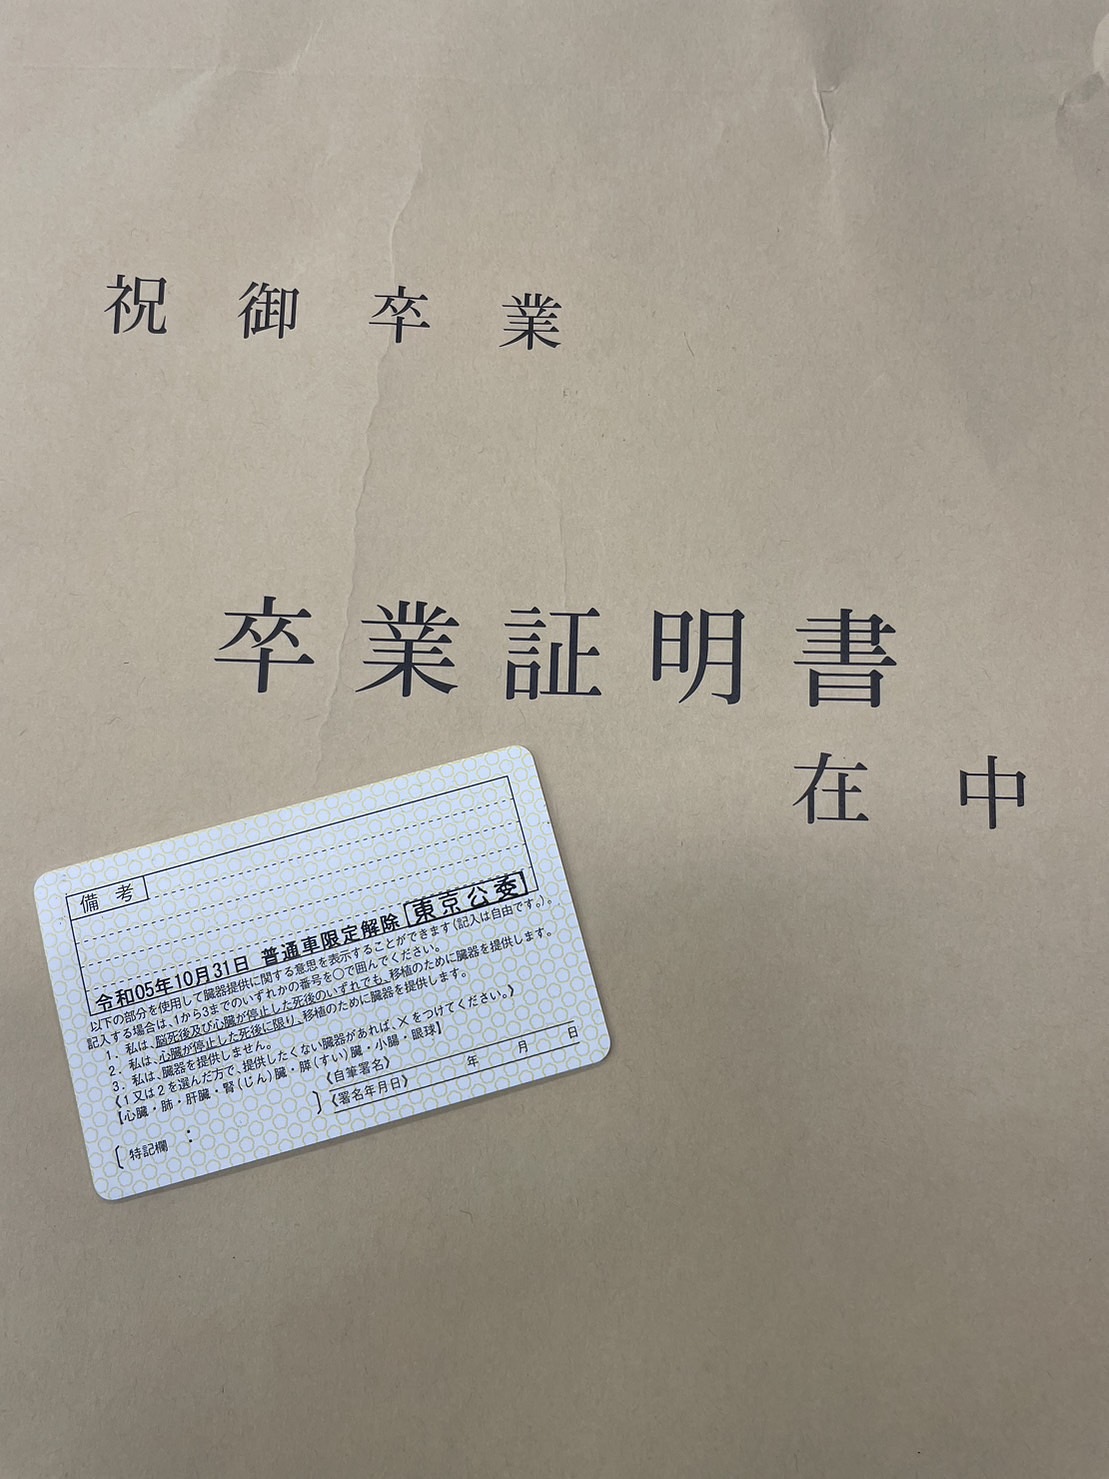 祝御卒業
卒業証明書
在中
備考
令和05年10月31日 普通車限定解除 東京公委
以下の部分を使用して臓器提供に関する意思を表示することができます(記入は自由です。)。
記入する場合は、1から3までのいずれかの番号を○で囲んでください。
1. 私は、脳死後及び心臓が停止した死後のいずれでも、移植のために臓器を提供します。
2. 私は、心臓が停止した死後に限り、移植のために臓器を提供します。
3. 私は、臓器を提供しません。
《1又は2を選んだ方で、提供したくない臓器があれば、×をつけてください。》
【心臓・肺・肝臓・腎(じん)臓・膵(すい)臓・小腸・眼球】
〔特記欄: 〕
《自筆署名》
《署名年月日》 年 月 日